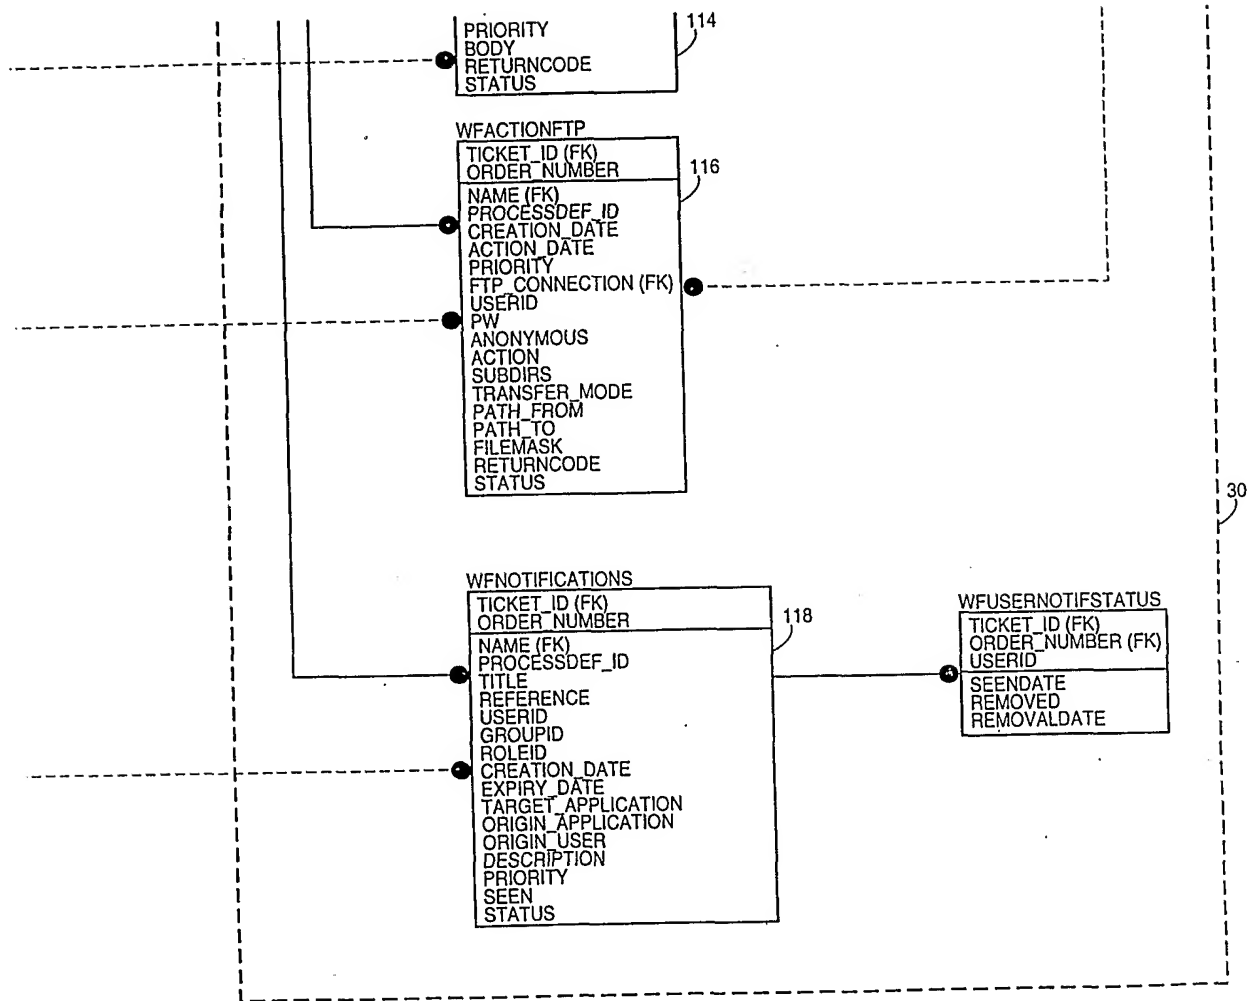 114
PRIORITY
BODY
RETURNCODE
STATUS
WFACTIONFTP
TICKET_ID (FK)
ORDER_NUMBER
116
NAME (FK)
PROCESSDEF_ID
CREATION_DATE
ACTION_DATE
PRIORITY
FTP_CONNECTION (FK)
USERID
PW
ANONYMOUS
ACTION
SUBDIRS
TRANSFER_MODE
PATH_FROM
PATH_TO
FILEMASK
RETURNCODE
STATUS
30
WFNOTIFICATIONS
TICKET_ID (FK)
ORDER_NUMBER
118
NAME (FK)
PROCESSDEF_ID
TITLE
REFERENCE
USERID
GROUPID
ROLEID
CREATION_DATE
EXPIRY_DATE
TARGET_APPLICATION
ORIGIN_APPLICATION
ORIGIN_USER
DESCRIPTION
PRIORITY
SEEN
STATUS
WFUSERNOTIFSTATUS
TICKET_ID (FK)
ORDER_NUMBER (FK)
USERID
SEENDATE
REMOVED
REMOVALDATE